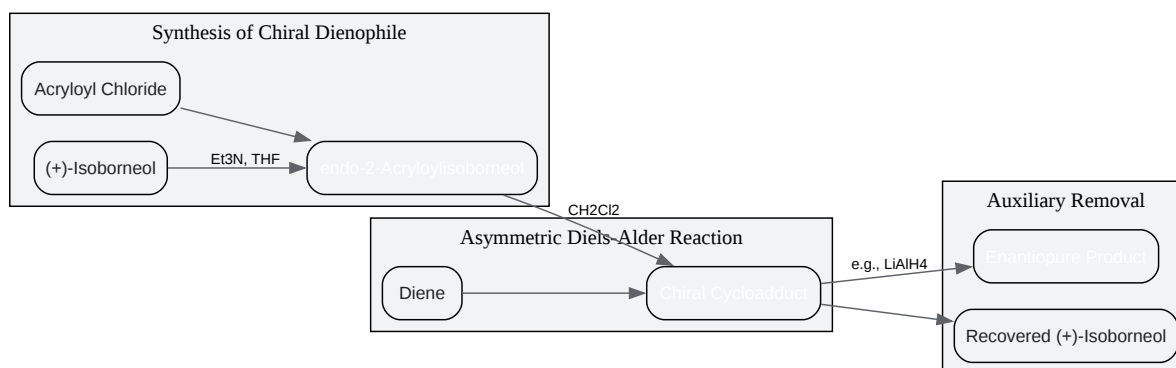 Synthesis of Chiral Dienophile
Acryloyl Chloride
(+)-Isoborneol
Et3N, THF
endo-2-Acryloylisoborneol
CH2Cl2
Asymmetric Diels-Alder Reaction
Diene
Chiral Cycloadduct
e.g., LiAlH4
Auxiliary Removal
Enantiopure Product
Recovered (+)-Isoborneol